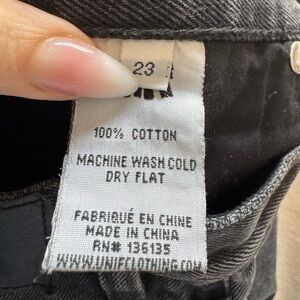 23
100% COTTON
MACHINE WASH COLD
DRY FLAT
FABRIQUÉ EN CHINE
MADE IN CHINA
RN# 136135
WWW.UNIFCLOTHING.COM